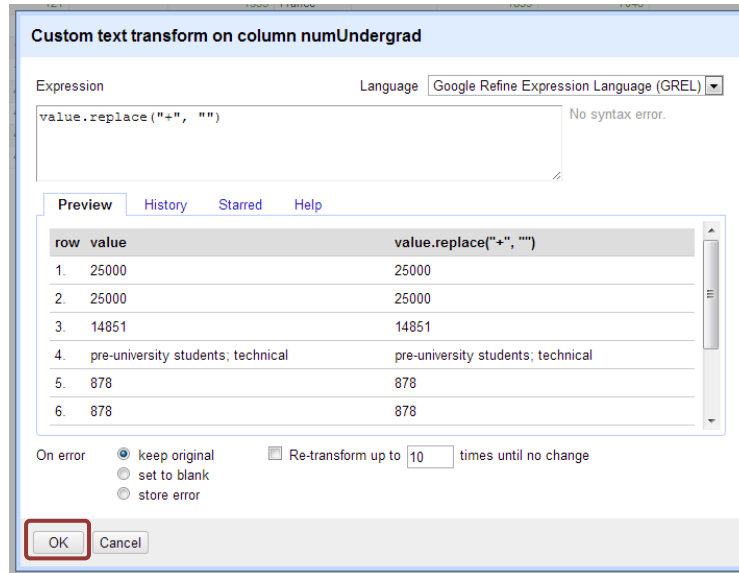 Custom text transform on column numUndergrad
Expression Language Google Refine Expression Language (GREL)
value.replace("+", "") No syntax error.
Preview History Starred Help
row value value.replace("+", "")
1. 25000 25000
2. 25000 25000
3. 14851 14851
4. pre-university students; technical pre-university students; technical
5. 878 878
6. 878 878
On error keep original Re-transform up to 10 times until no change
set to blank
store error
OK Cancel